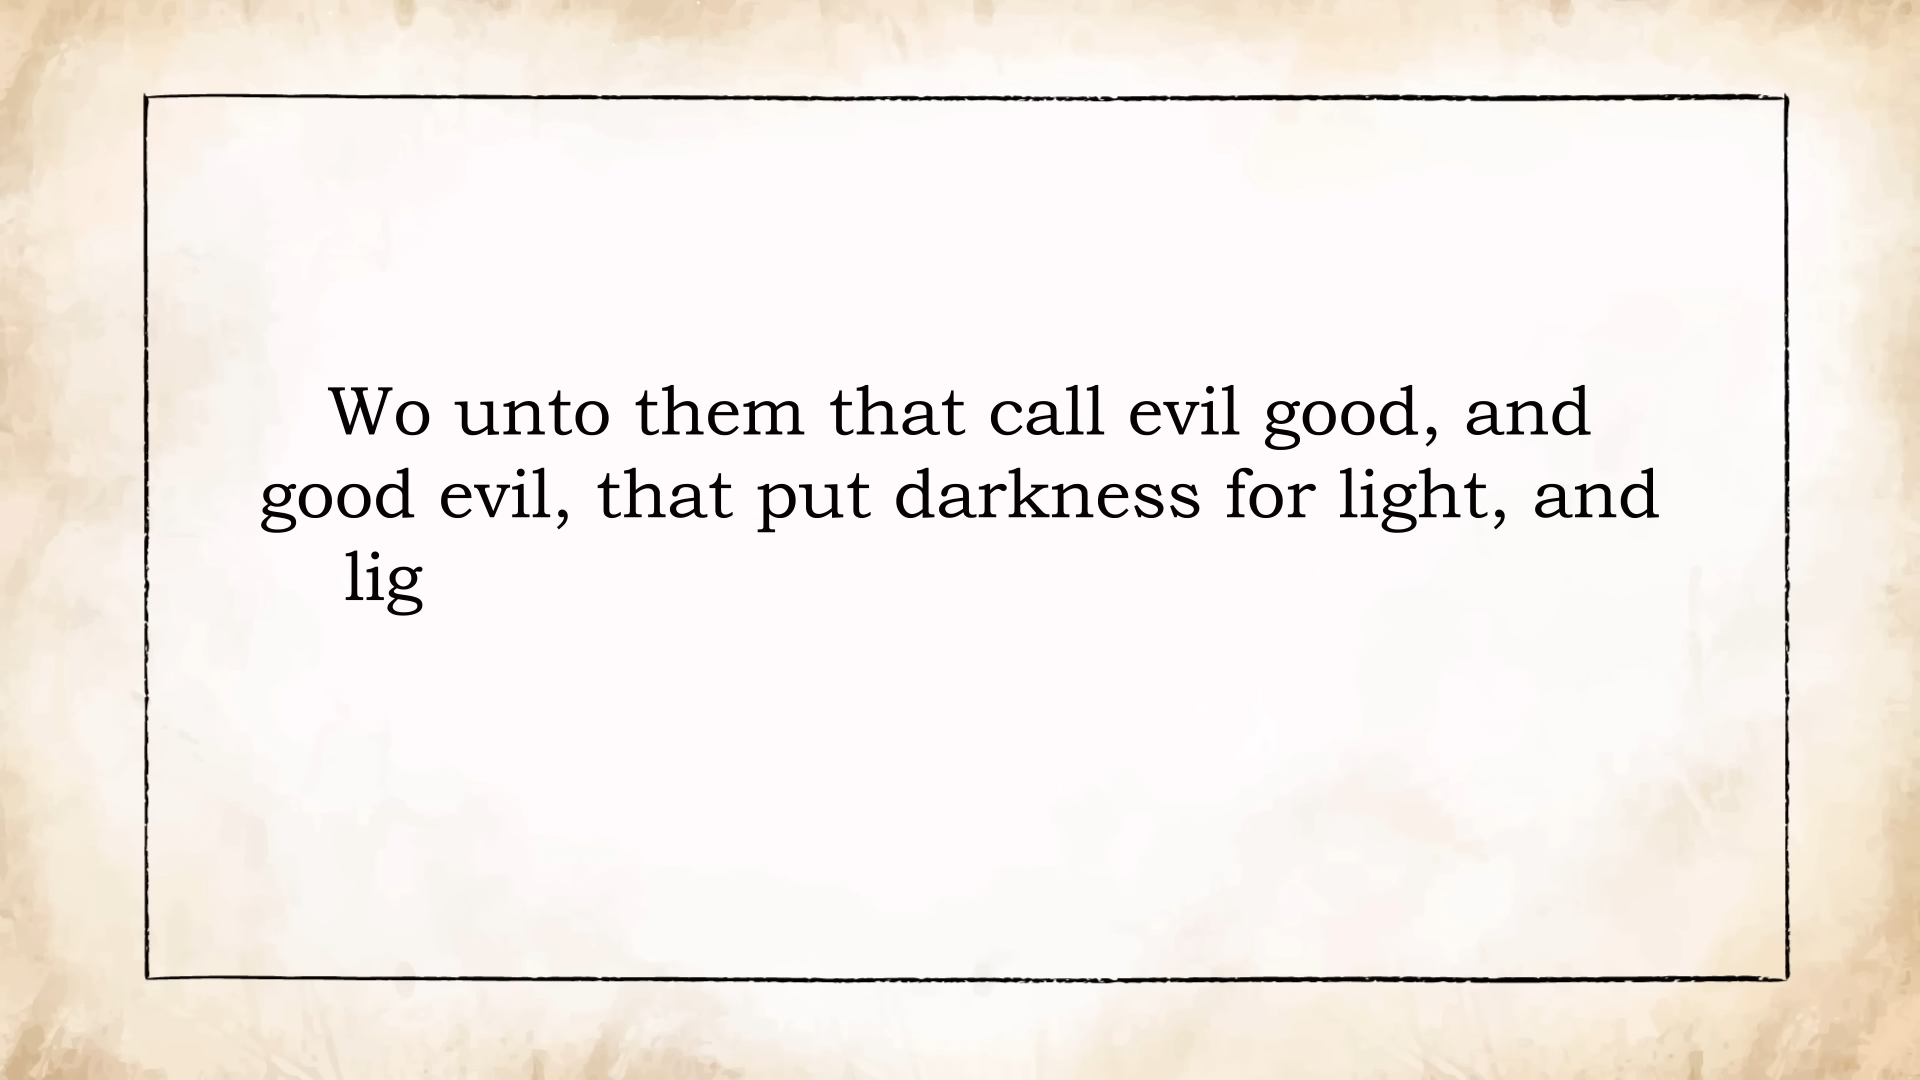 Wo unto them that call evil good, and
good evil, that put darkness for light, and
lig